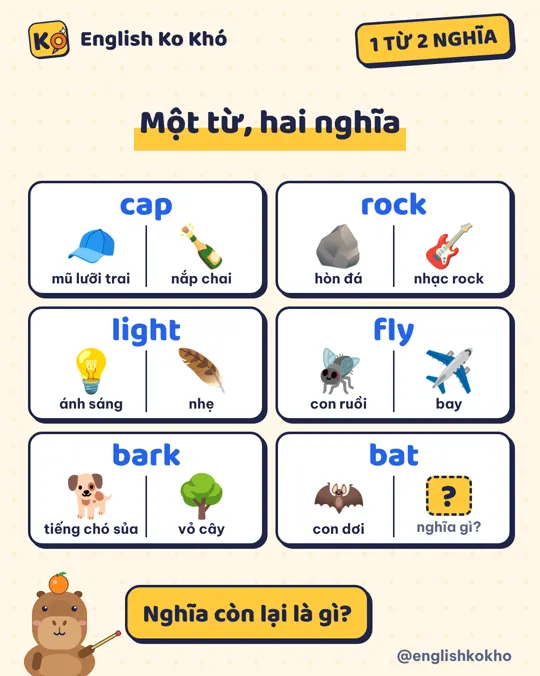 KO English Ko Khó
1 TỪ 2 NGHĨA
Một từ, hai nghĩa
cap
mũ lưỡi trai
nắp chai
rock
hòn đá
nhạc rock
light
ánh sáng
nhẹ
fly
con ruồi
bay
bark
tiếng chó sủa
vỏ cây
bat
con dơi
?
nghĩa gì?
Nghĩa còn lại là gì?
@englishkokho